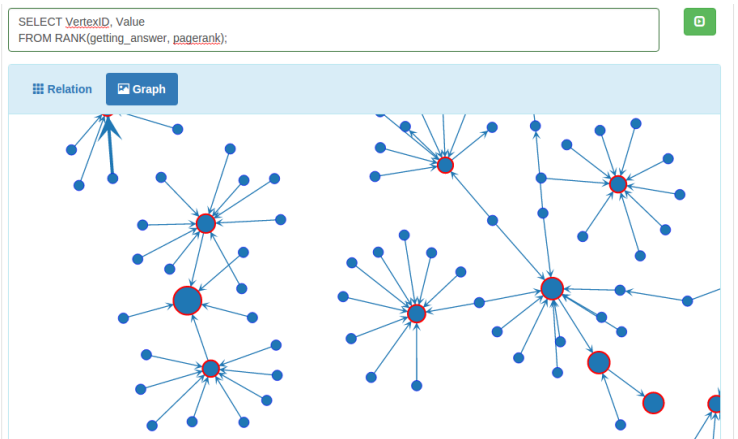 SELECT VertexID, Value
FROM RANK(getting_answer, pagerank);
Relation
Graph